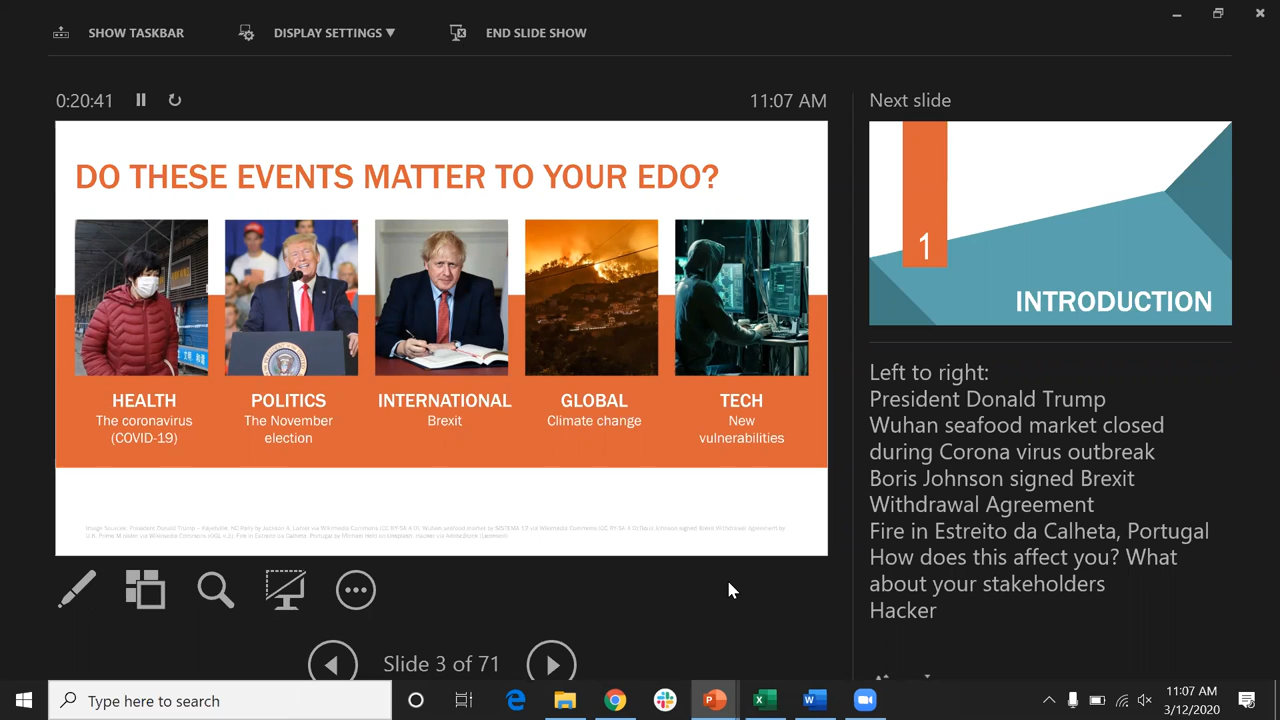 SHOW TASKBAR
DISPLAY SETTINGS ▼
END SLIDE SHOW
0:20:41
11:07 AM
Next slide
DO THESE EVENTS MATTER TO YOUR EDO?
HEALTH
The coronavirus
(COVID-19)
POLITICS
The November
election
INTERNATIONAL
Brexit
GLOBAL
Climate change
TECH
New
vulnerabilities
1
INTRODUCTION
Left to right:
President Donald Trump
Wuhan seafood market closed
during Corona virus outbreak
Boris Johnson signed Brexit
Withdrawal Agreement
Fire in Estreito da Calheta, Portugal
How does this affect you? What
about your stakeholders
Hacker
Slide 3 of 71
Type here to search
11:07 AM
3/12/2020